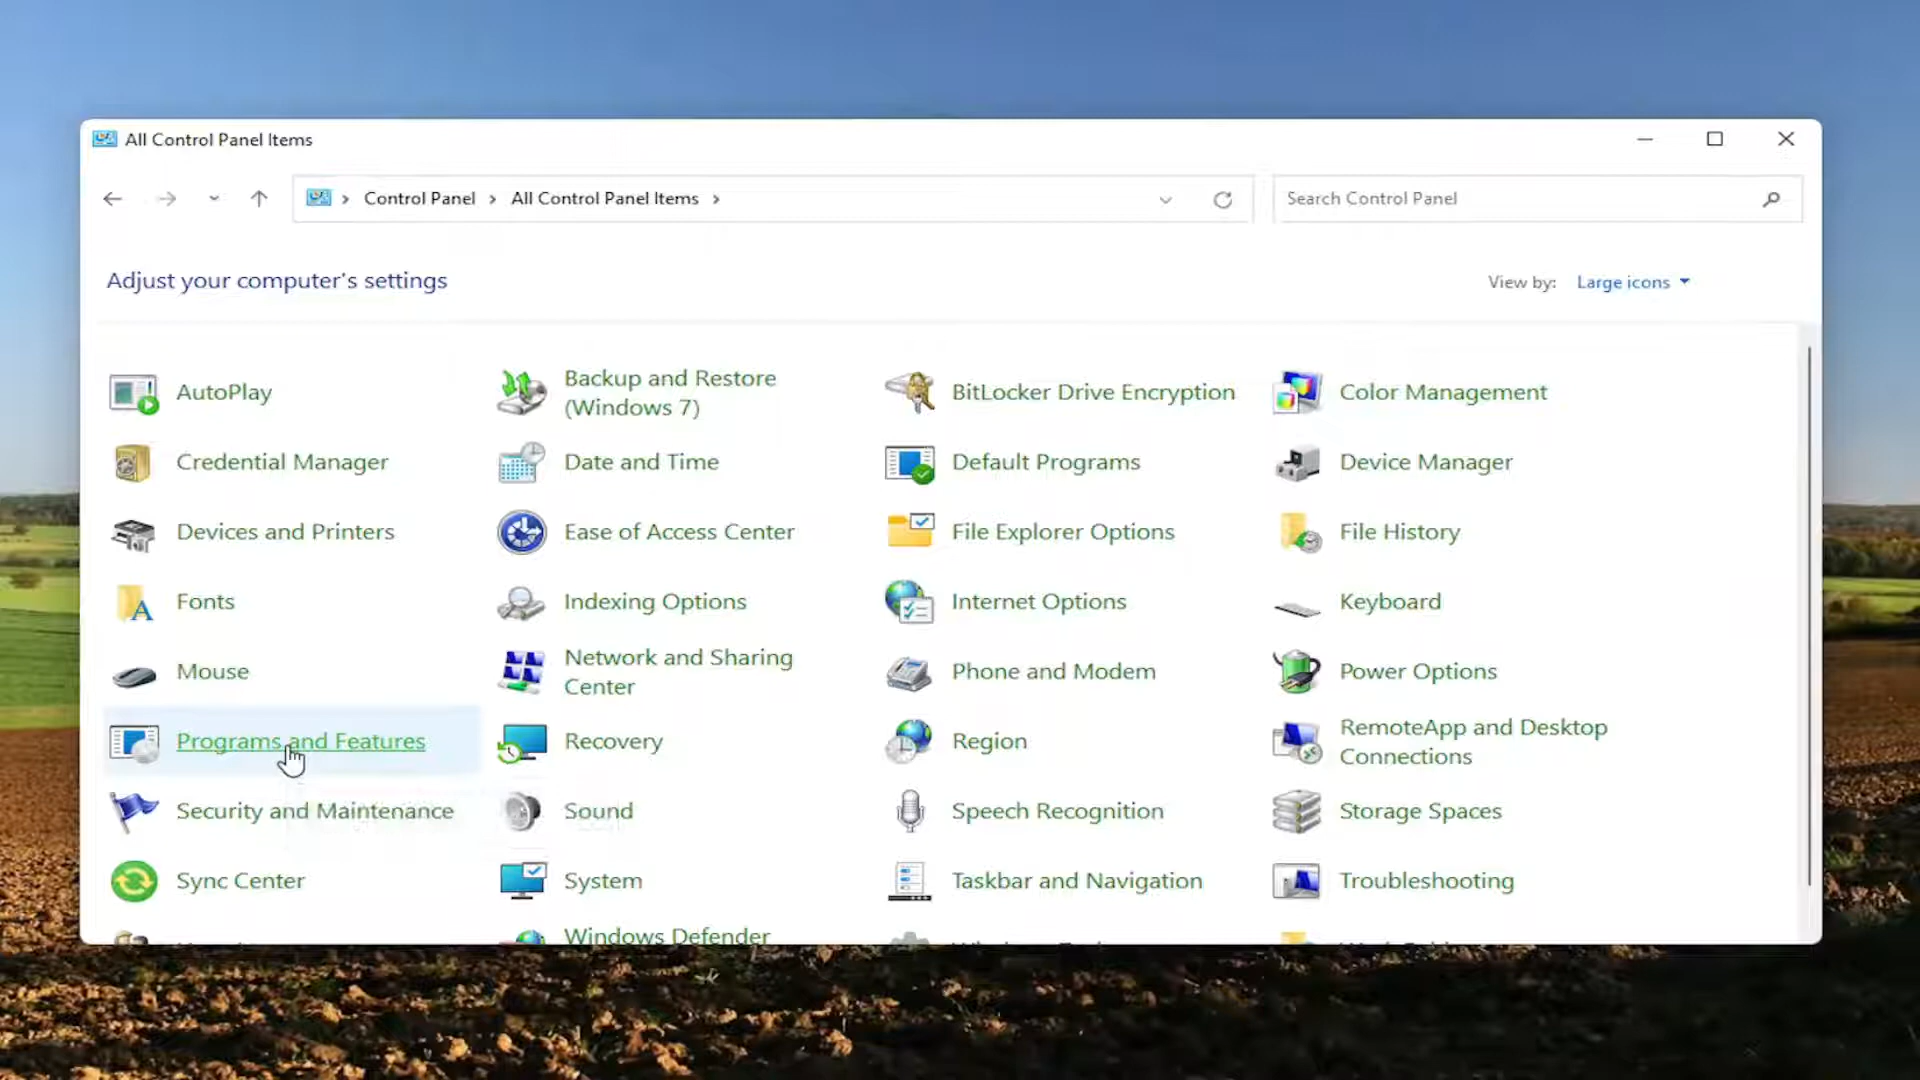 All Control Panel Items
Control Panel
All Control Panel Items
Search Control Panel
Adjust your computer's settings
View by: Large icons
AutoPlay
Backup and Restore
(Windows 7)
BitLocker Drive Encryption
Color Management
Credential Manager
Date and Time
Default Programs
Device Manager
Devices and Printers
Ease of Access Center
File Explorer Options
File History
Fonts
Indexing Options
Internet Options
Keyboard
Mouse
Network and Sharing
Center
Phone and Modem
Power Options
Programs and Features
Recovery
Region
RemoteApp and Desktop
Connections
Security and Maintenance
Sound
Speech Recognition
Storage Spaces
Sync Center
System
Taskbar and Navigation
Troubleshooting
Windows Defender